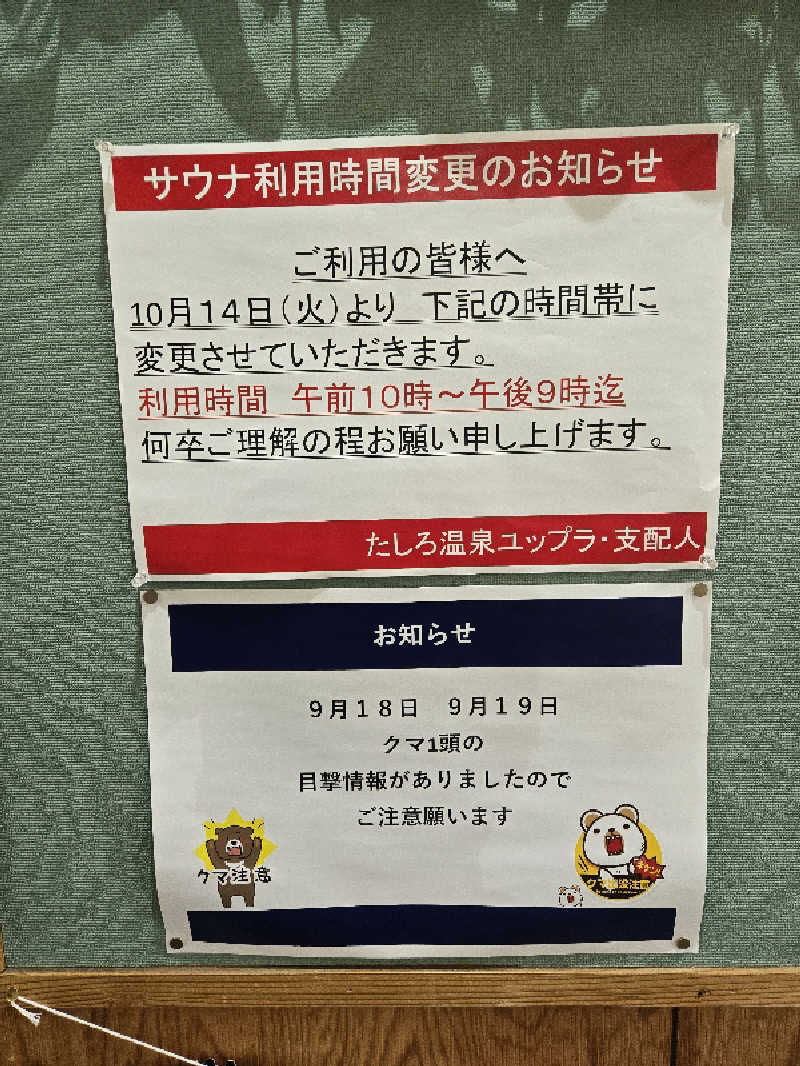 サウナ利用時間変更のお知らせ
ご利用の皆様へ
10月14日(火)より 下記の時間帯に
変更させていただきます。
利用時間 午前10時~午後9時迄
何卒ご理解の程お願い申し上げます。
たしろ温泉ユップラ・支配人
お知らせ
9月18日 9月19日
クマ1頭の
目撃情報がありましたので
ご注意願います
クマ注意
クマ出没注意